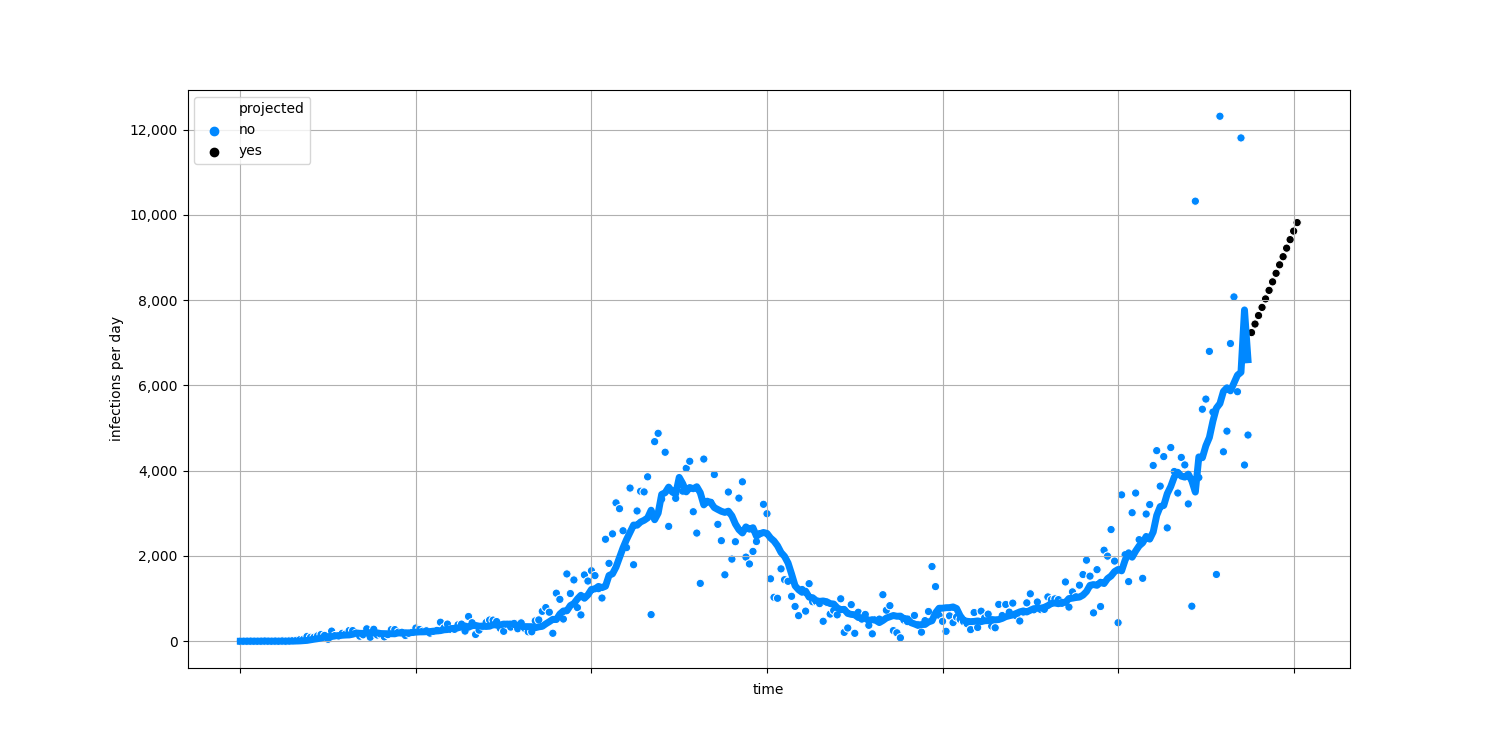 projected
no
yes
12,000
10,000
8,000
6,000
4,000
2,000
0
infections per day
time